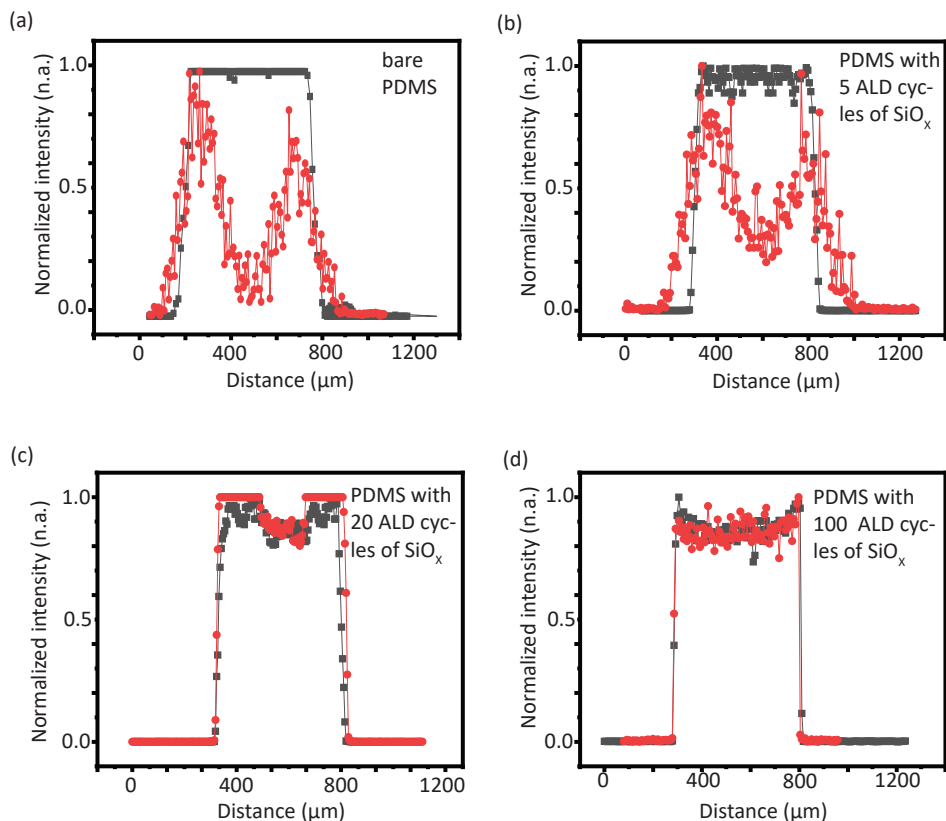 (a)
bare
PDMS
1.0
0.5
0.0
Normalized intensity (n.a.)
0 400 800 1200
Distance (μm)
(b)
PDMS with
5 ALD cyc-
les of SiOₓ
1.0
0.5
0.0
Normalized intensity (n.a.)
0 400 800 1200
Distance (μm)
(c)
PDMS with
20 ALD cyc-
les of SiOₓ
1.0
0.5
0.0
Normalized intensity (n.a.)
0 400 800 1200
Distance (μm)
(d)
PDMS with
100 ALD cyc-
les of SiOₓ
1.0
0.5
0.0
Normalized intensity (n.a.)
0 400 800 1200
Distance (μm)